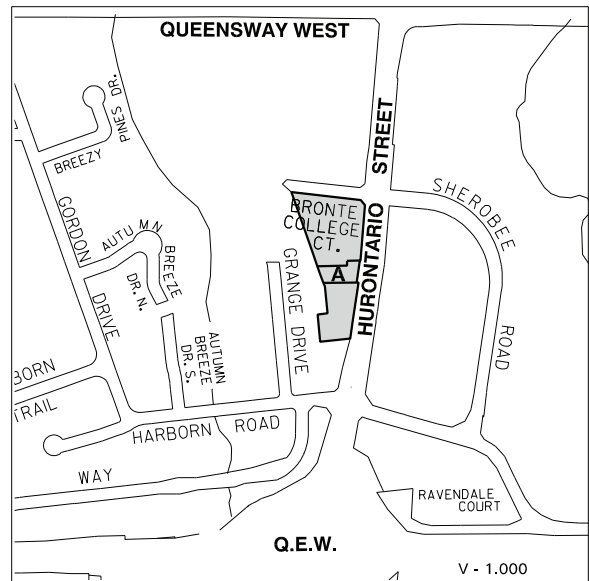 QUEENSWAY WEST
BREEZY
PINES DR.
GORDON
DRIVE
AUTUMN
BREEZE
DR. N.
AUTUMN
BREEZE
DR. S.
GRANGE DRIVE
BRONTE
COLLEGE
CT.
A
HURONTARIO
STREET
SHEROBEE
ROAD
BORN
TRAIL
HARBORN ROAD
WAY
RAVENDALE
COURT
Q.E.W.
V - 1.000